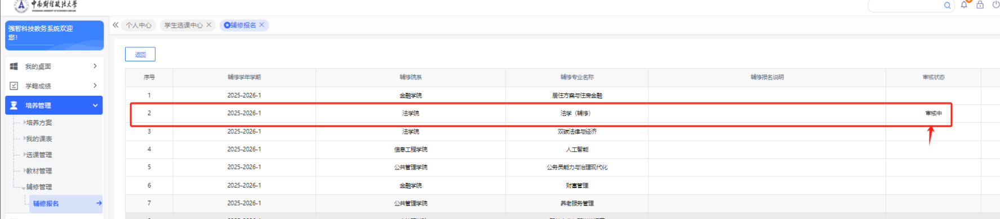 中南财经政法大学
强智科技教务系统欢迎
您!
个人中心 学生选课中心 辅修报名
我的桌面
学籍成绩
培养管理
培养方案
我的课表
选课管理
教材管理
辅修管理
辅修报名
返回
序号 辅修学年学期 辅修院系 辅修专业名称 辅修报名说明 审核状态
1 2025-2026-1 金融学院 居住方案与住房金融
2 2025-2026-1 法学院 法学（辅修） 审核中
3 2025-2026-1 法学院 双碳法律与经济
4 2025-2026-1 信息工程学院 人工智能
5 2025-2026-1 公共管理学院 公务员能力与治理现代化
6 2025-2026-1 金融学院 财富管理
7 2025-2026-1 公共管理学院 养老服务管理